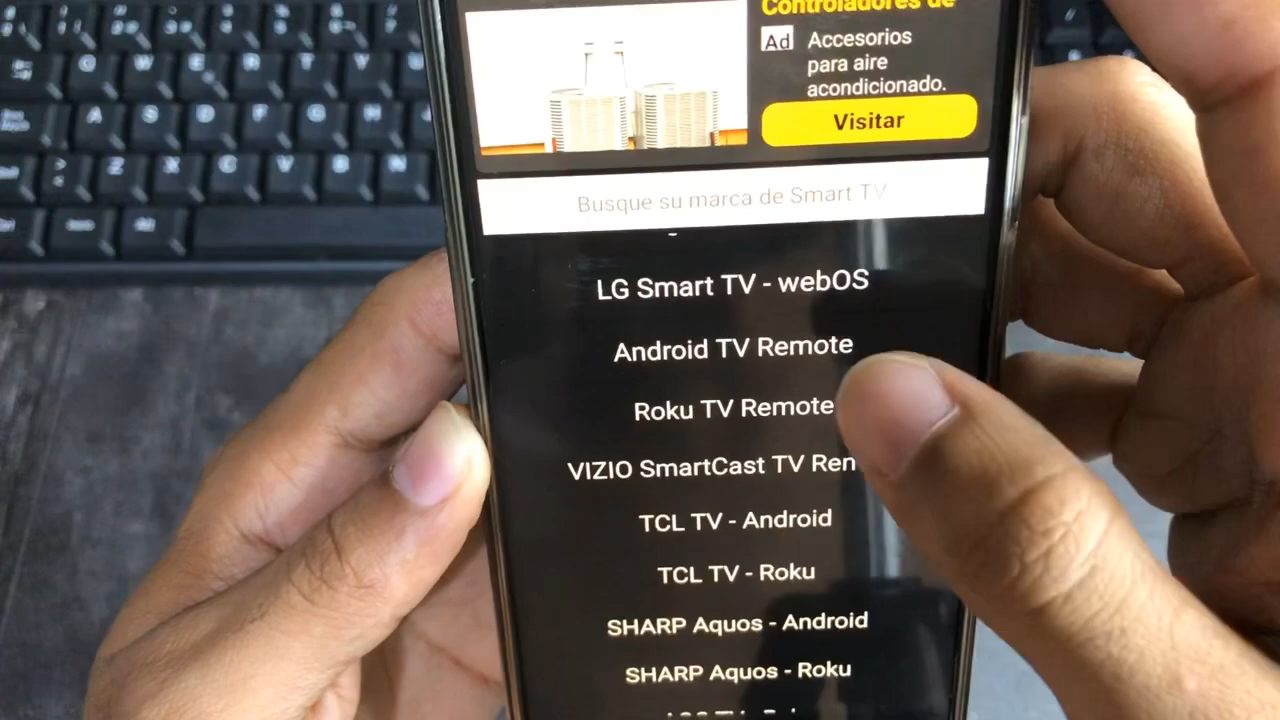 Controladores de
Ad
Accesorios
para aire
acondicionado.
Visitar
Busque su marca de Smart TV
LG Smart TV - webOS
Android TV Remote
Roku TV Remote
VIZIO SmartCast TV Rem
TCL TV - Android
TCL TV - Roku
SHARP Aquos - Android
SHARP Aquos - Roku
Q W E R T Y
A S D F G H
Z X C V B N